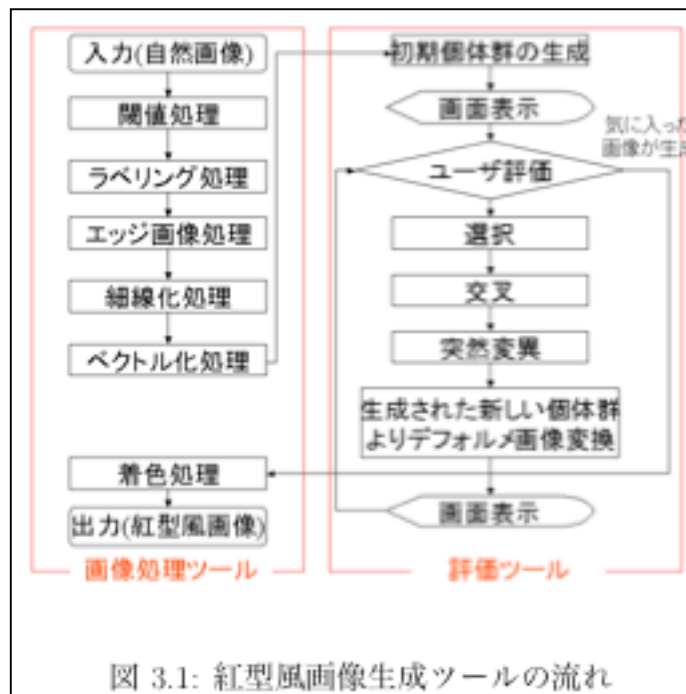 入力(自然画像)
閾値処理
ラベリング処理
エッジ画像処理
細線化処理
ベクトル化処理
着色処理
出力(紅型風画像)
画像処理ツール
初期個体群の生成
画面表示
気に入った
画像が生成
ユーザ評価
選択
交叉
突然変異
生成された新しい個体群
よりデフォルメ画像変換
画面表示
評価ツール
図 3.1: 紅型風画像生成ツールの流れ